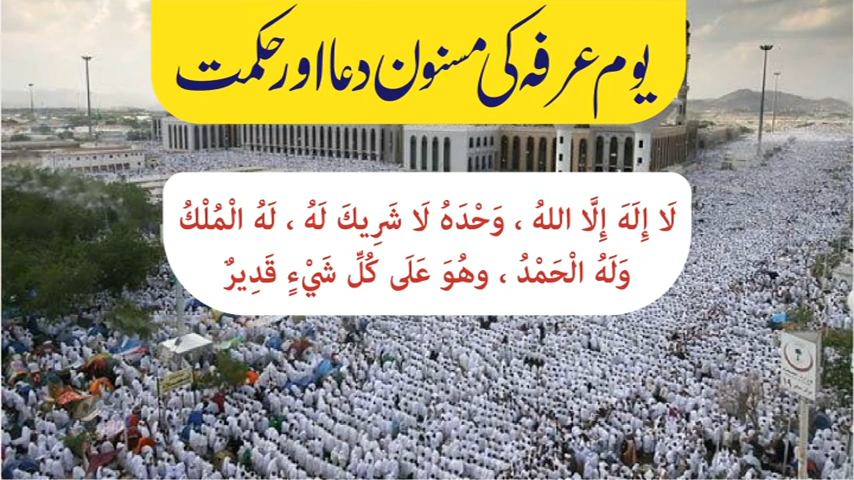 یوم عرفہ کی مسنون دعا اور حکمت
لَا إِلَهَ إِلَّا اللهُ ، وَحْدَهُ لَا شَرِيكَ لَهُ ، لَهُ الْمُلْكُ
وَلَهُ الْحَمْدُ ، وهُوَ عَلَى كُلِّ شَيْءٍ قَدِيرٌ